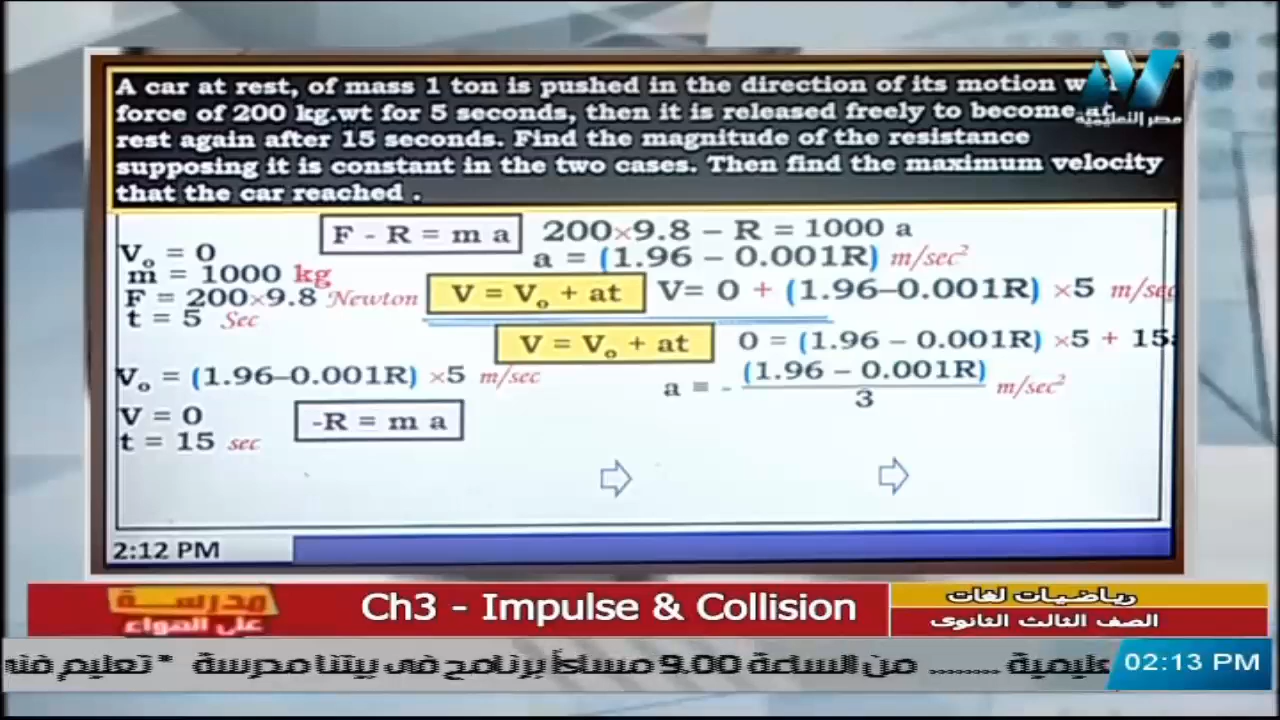 A car at rest, of mass 1 ton is pushed in the direction of its motion
force of 200 kg.wt for 5 seconds, then it is released freely to become at
rest again after 15 seconds. Find the magnitude of the resistance
supposing it is constant in the two cases. Then find the maximum velocity
that the car reached .
مصر التعليمية
F - R = m a 200×9.8 – R = 1000 a
V₀ = 0
a = (1.96 – 0.001R) m/sec²
m = 1000 kg
F = 200×9.8 Newton
V = V₀ + at V= 0 + (1.96–0.001R) ×5 m/sec
t = 5 Sec
V = V₀ + at 0 = (1.96 – 0.001R) ×5 + 15
V₀ = (1.96–0.001R) ×5 m/sec
a = - (1.96 – 0.001R) / 3 m/sec²
V = 0
-R = m a
t = 15 sec
2:12 PM
مدرسة
على الهواء
Ch3 - Impulse & Collision
رياضيات لغات
الصف الثالث الثانوى
عليمية ........ من الساعة 9.00 مساءاً برنامج فى بيتنا مدرسة * تعليم فنى
02:13 PM